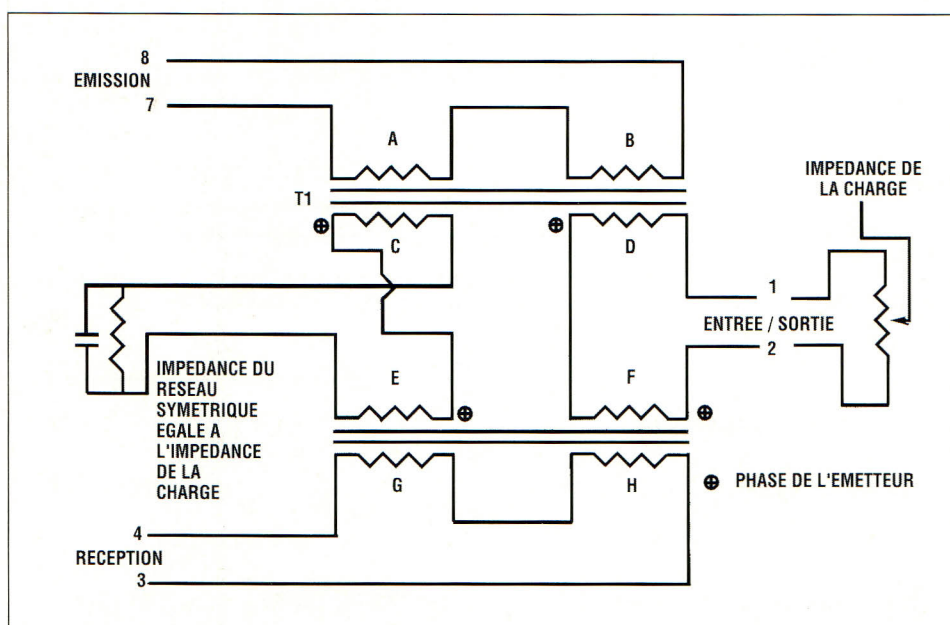 8
EMISSION
7
A
B
IMPEDANCE DE
LA CHARGE
T1
⊕
⊕
C
D
1
ENTREE / SORTIE
2
IMPEDANCE DU
RESEAU
SYMETRIQUE
EGALE A
L'IMPEDANCE
DE LA
CHARGE
E
F
⊕
⊕
G
H
⊕ PHASE DE L'EMETTEUR
4
RECEPTION
3